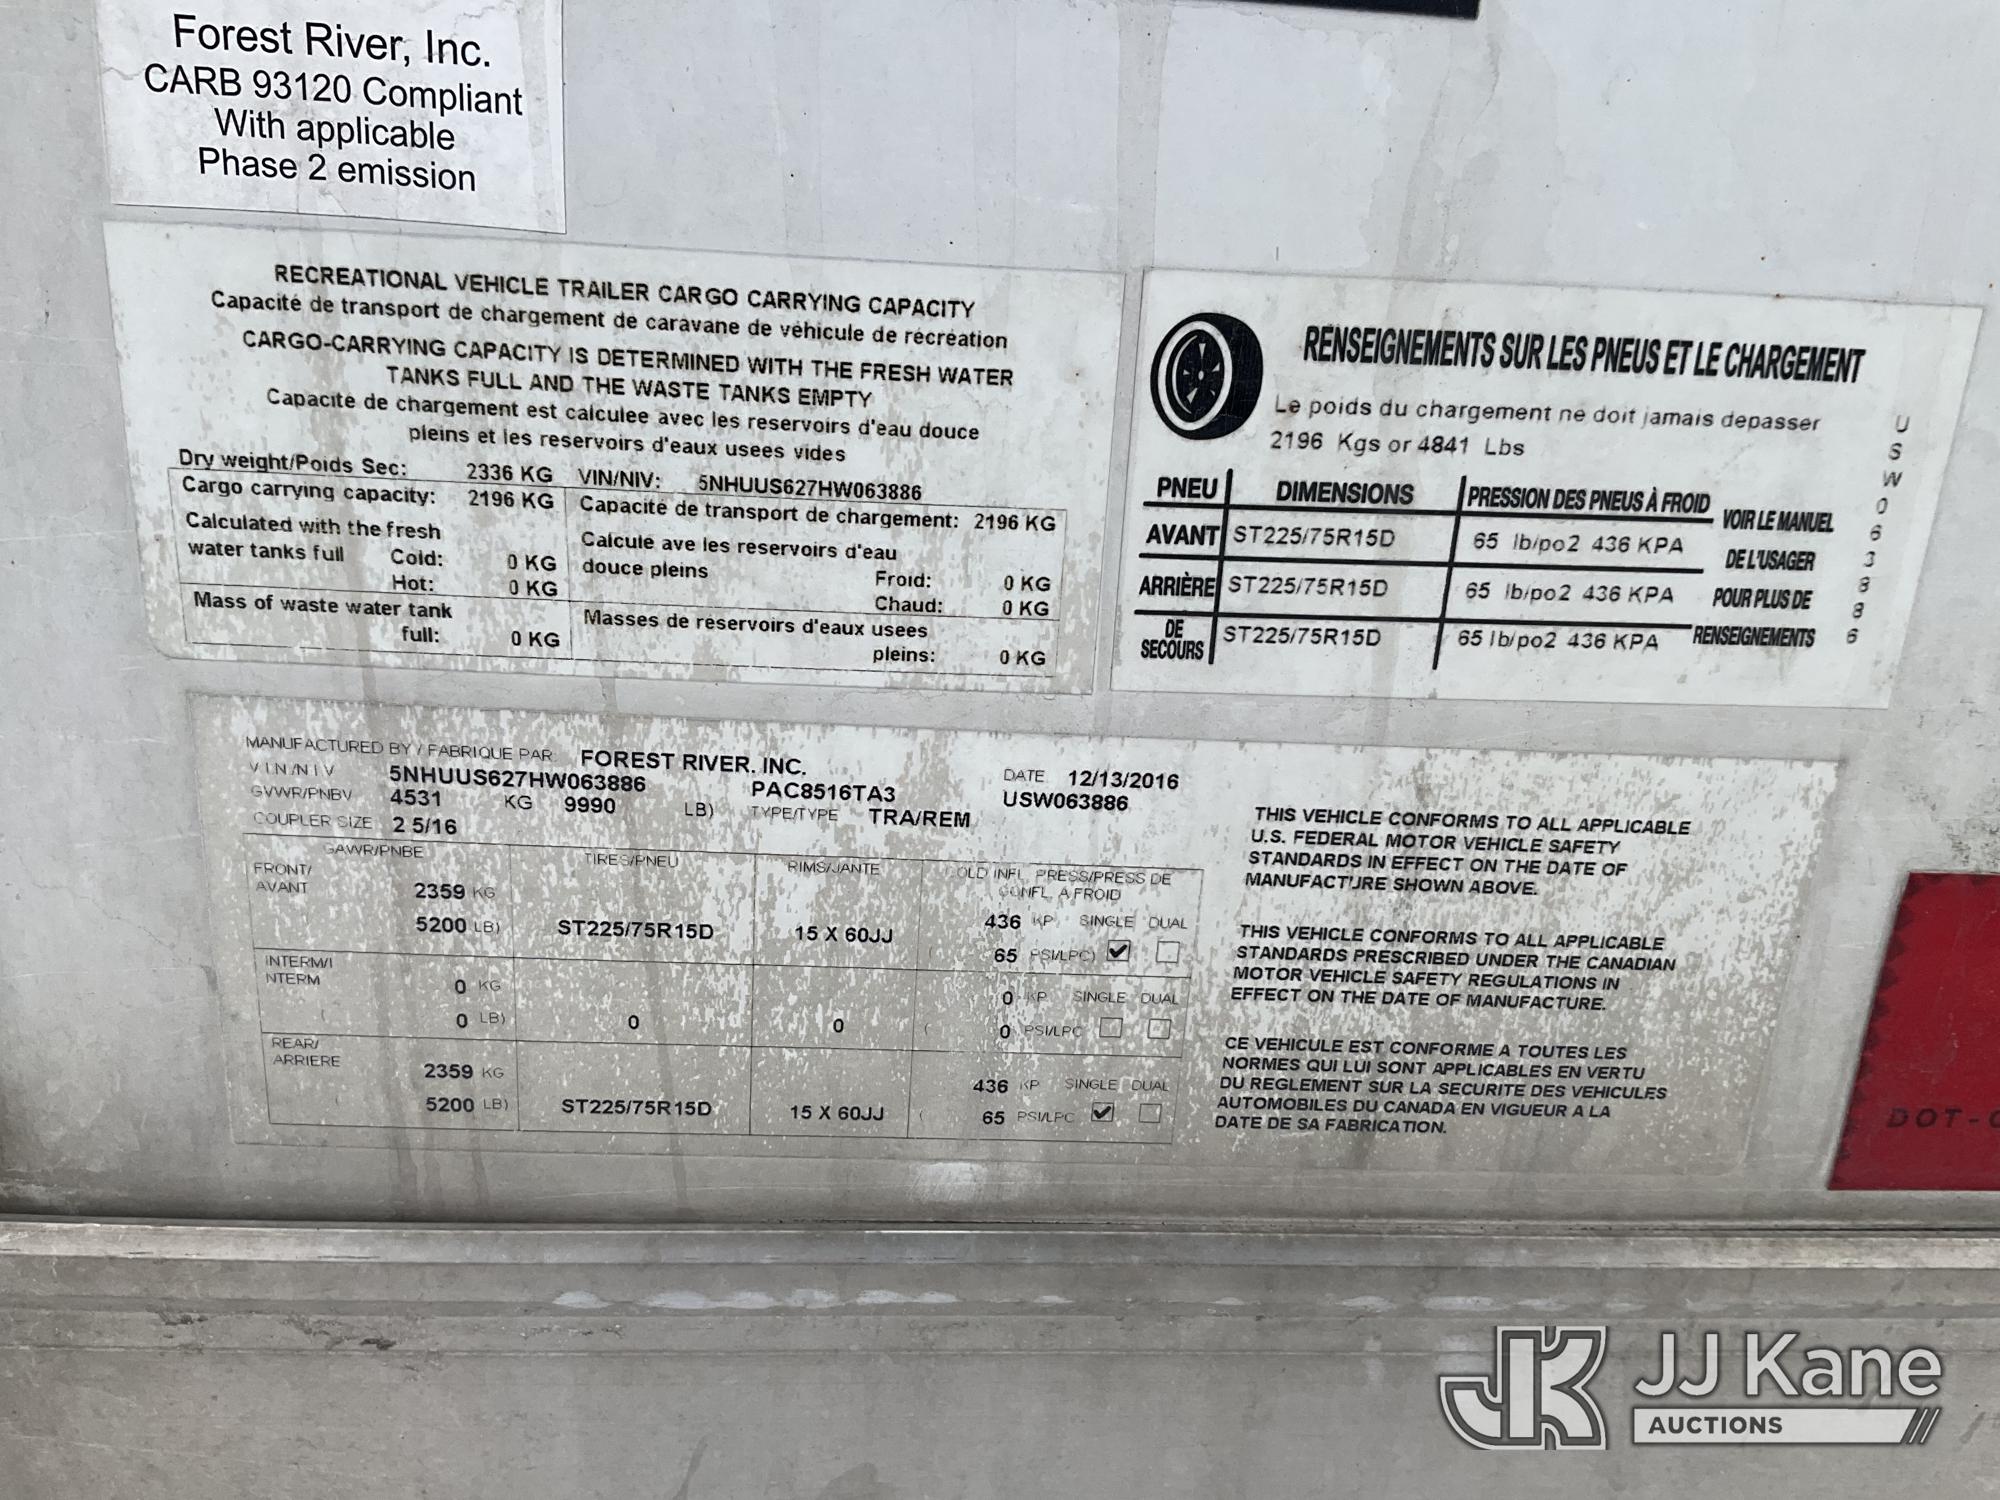 Forest River, Inc.
CARB 93120 Compliant
With applicable
Phase 2 emission
RECREATIONAL VEHICLE TRAILER CARGO CARRYING CAPACITY
Capacité de transport de chargement de caravane de véhicule de récréation
CARGO-CARRYING CAPACITY IS DETERMINED WITH THE FRESH WATER
TANKS FULL AND THE WASTE TANKS EMPTY
Capacité de chargement est calculee avec les reservoirs d'eau douce
pleins et les reservoirs d'eaux usees vides
Dry weight/Poids Sec: 2336 KG VIN/NIV: 5NHUUS627HW063886
Cargo carrying capacity: 2196 KG Capacité de transport de chargement: 2196 KG
Calculated with the fresh Calculé ave les réservoirs d'eau
water tanks full Cold: 0 KG douce pleins Froid: 0 KG
Hot: 0 KG Chaud: 0 KG
Mass of waste water tank Masses de réservoirs d'eaux usees
full: 0 KG pleins: 0 KG
RENSEIGNEMENTS SUR LES PNEUS ET LE CHARGEMENT
Le poids du chargement ne doit jamais depasser
2196 Kgs or 4841 Lbs
PNEU DIMENSIONS PRESSION DES PNEUS À FROID VOIR LE MANUEL
AVANT ST225/75R15D 65 lb/po2 436 KPA DE L'USAGER
ARRIÈRE ST225/75R15D 65 lb/po2 436 KPA POUR PLUS DE
DE SECOURS ST225/75R15D 65 lb/po2 436 KPA RENSEIGNEMENTS
USW063886
MANUFACTURED BY / FABRIQUE PAR: FOREST RIVER, INC. DATE 12/13/2016
V I N /N I V 5NHUUS627HW063886 PAC8516TA3 USW063886
GVWR/PNBV 4531 KG 9990 LB) TYPE/TYPE TRA/REM
COUPLER SIZE 2 5/16
GAWR/PNBE TIRES/PNEU RIMS/JANTE COLD INFL PRESS/PRESS DE
GONFL A FROID
FRONT/ 2359 KG 436 KP SINGLE DUAL
AVANT 5200 LB) ST225/75R15D 15 X 60JJ ( 65 PSI/LPC) ✔
INTERM/I 0 KG 0 KP SINGLE DUAL
NTERM ( 0 LB) 0 0 ( 0 PSI/LPC
REAR/ 2359 KG 436 KP SINGLE DUAL
ARRIERE ( 5200 LB) ST225/75R15D 15 X 60JJ ( 65 PSI/LPC ✔
THIS VEHICLE CONFORMS TO ALL APPLICABLE
U.S. FEDERAL MOTOR VEHICLE SAFETY
STANDARDS IN EFFECT ON THE DATE OF
MANUFACTURE SHOWN ABOVE.
THIS VEHICLE CONFORMS TO ALL APPLICABLE
STANDARDS PRESCRIBED UNDER THE CANADIAN
MOTOR VEHICLE SAFETY REGULATIONS IN
EFFECT ON THE DATE OF MANUFACTURE.
CE VEHICULE EST CONFORME A TOUTES LES
NORMES QUI LUI SONT APPLICABLES EN VERTU
DU REGLEMENT SUR LA SECURITE DES VEHICULES
AUTOMOBILES DU CANADA EN VIGUEUR A LA
DATE DE SA FABRICATION.
DOT-C
JK JJ Kane
AUCTIONS